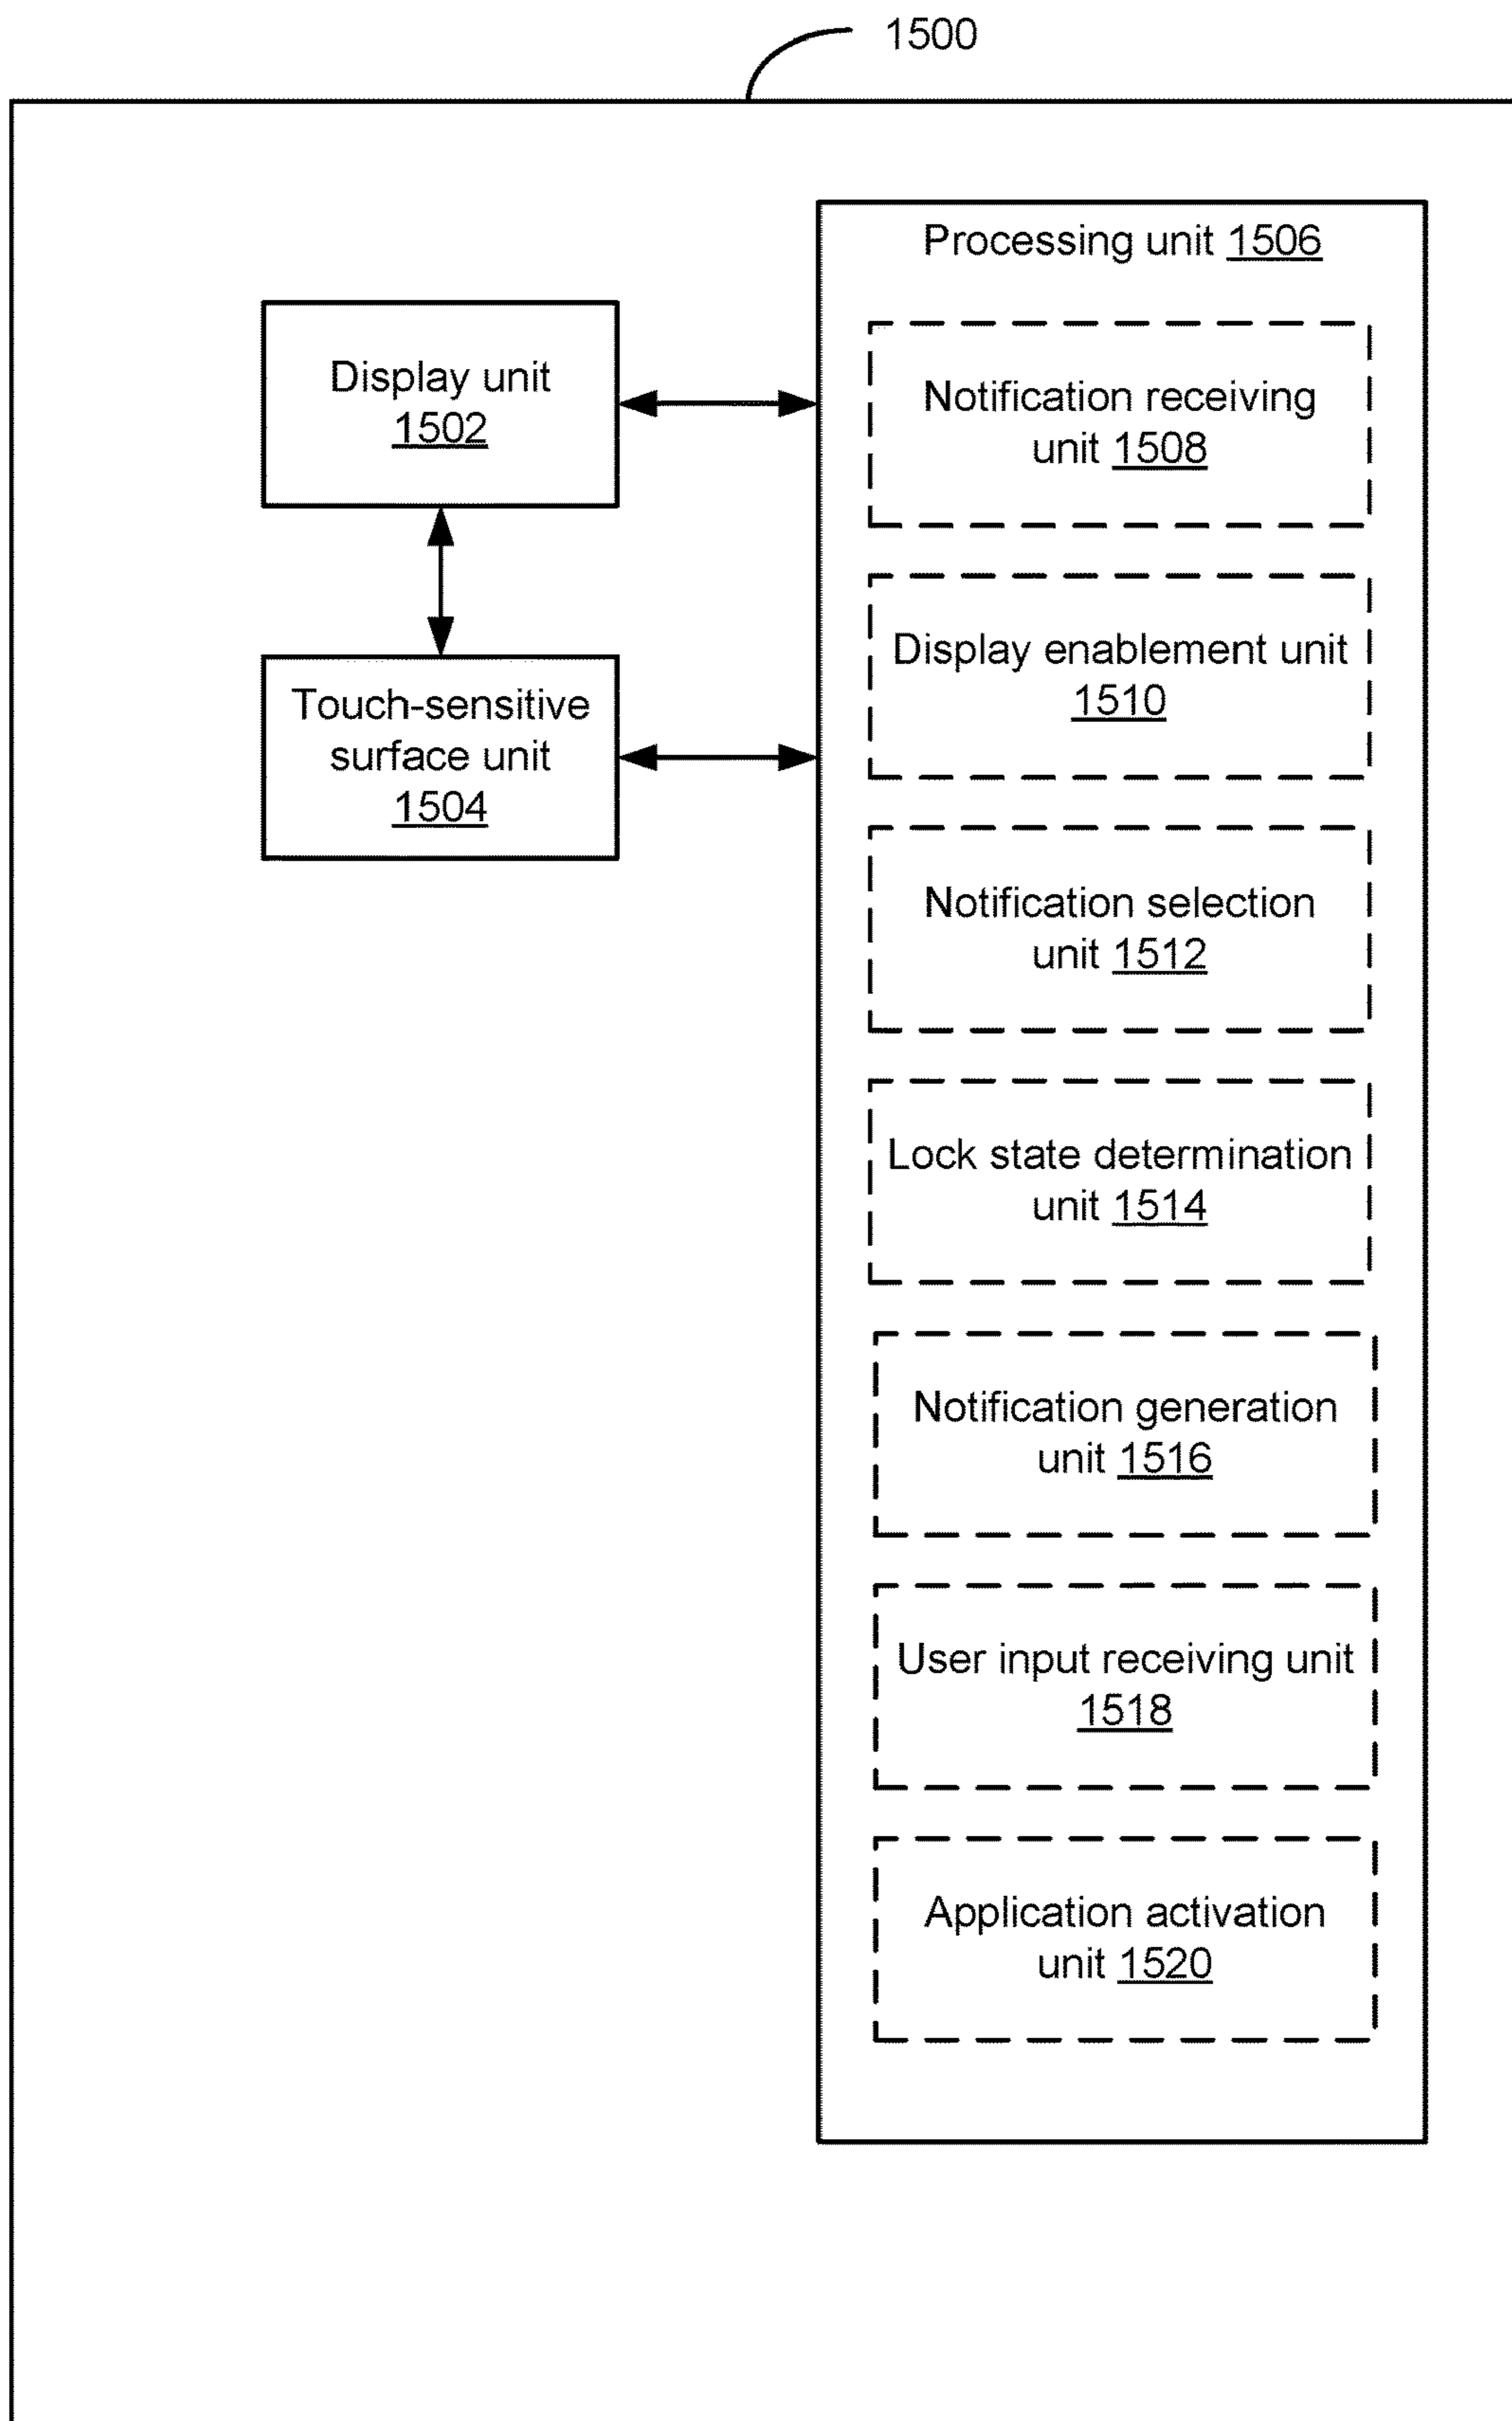 1500
Processing unit 1506
Display unit
1502
Touch-sensitive
surface unit
1504
Notification receiving
unit 1508
Display enablement unit
1510
Notification selection
unit 1512
Lock state determination
unit 1514
Notification generation
unit 1516
User input receiving unit
1518
Application activation
unit 1520